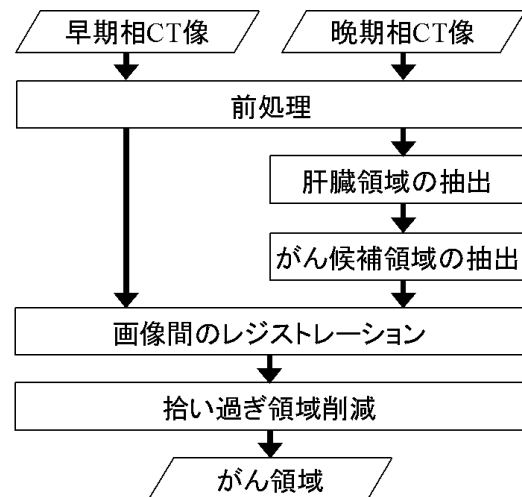 早期相CT像
晩期相CT像
前処理
肝臓領域の抽出
がん候補領域の抽出
画像間のレジストレーション
拾い過ぎ領域削減
がん領域